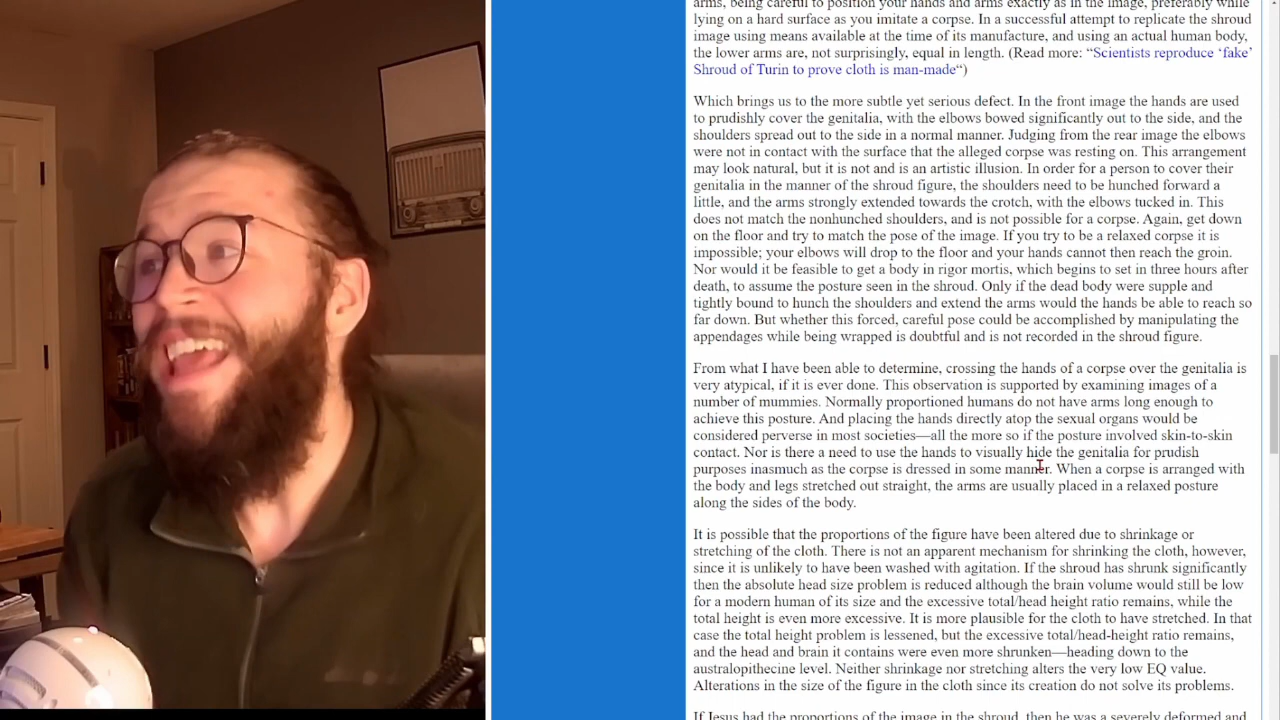 arms, being careful to position your hands and arms exactly as in the image, preferably while
lying on a hard surface as you imitate a corpse. In a successful attempt to replicate the shroud
image using means available at the time of its manufacture, and using an actual human body,
the lower arms are, not surprisingly, equal in length. (Read more: “Scientists reproduce ‘fake’
Shroud of Turin to prove cloth is man-made“)
Which brings us to the more subtle yet serious defect. In the front image the hands are used
to prudishly cover the genitalia, with the elbows bowed significantly out to the side, and the
shoulders spread out to the side in a normal manner. Judging from the rear image the elbows
were not in contact with the surface that the alleged corpse was resting on. This arrangement
may look natural, but it is not and is an artistic illusion. In order for a person to cover their
genitalia in the manner of the shroud figure, the shoulders need to be hunched forward a
little, and the arms strongly extended towards the crotch, with the elbows tucked in. This
does not match the nonhunched shoulders, and is not possible for a corpse. Again, get down
on the floor and try to match the pose of the image. If you try to be a relaxed corpse it is
impossible; your elbows will drop to the floor and your hands cannot then reach the groin.
Nor would it be feasible to get a body in rigor mortis, which begins to set in three hours after
death, to assume the posture seen in the shroud. Only if the dead body were supple and
tightly bound to hunch the shoulders and extend the arms would the hands be able to reach so
far down. But whether this forced, careful pose could be accomplished by manipulating the
appendages while being wrapped is doubtful and is not recorded in the shroud figure.
From what I have been able to determine, crossing the hands of a corpse over the genitalia is
very atypical, if it is ever done. This observation is supported by examining images of a
number of mummies. Normally proportioned humans do not have arms long enough to
achieve this posture. And placing the hands directly atop the sexual organs would be
considered perverse in most societies—all the more so if the posture involved skin-to-skin
contact. Nor is there a need to use the hands to visually hide the genitalia for prudish
purposes inasmuch as the corpse is dressed in some manner. When a corpse is arranged with
the body and legs stretched out straight, the arms are usually placed in a relaxed posture
along the sides of the body.
It is possible that the proportions of the figure have been altered due to shrinkage or
stretching of the cloth. There is not an apparent mechanism for shrinking the cloth, however,
since it is unlikely to have been washed with agitation. If the shroud has shrunk significantly
then the absolute head size problem is reduced although the brain volume would still be low
for a modern human of its size and the excessive total/head height ratio remains, while the
total height is even more excessive. It is more plausible for the cloth to have stretched. In that
case the total height problem is lessened, but the excessive total/head-height ratio remains,
and the head and brain it contains were even more shrunken—heading down to the
australopithecine level. Neither shrinkage nor stretching alters the very low EQ value.
Alterations in the size of the figure in the cloth since its creation do not solve its problems.
If Jesus had the proportions of the image in the shroud, then he was a severely deformed and